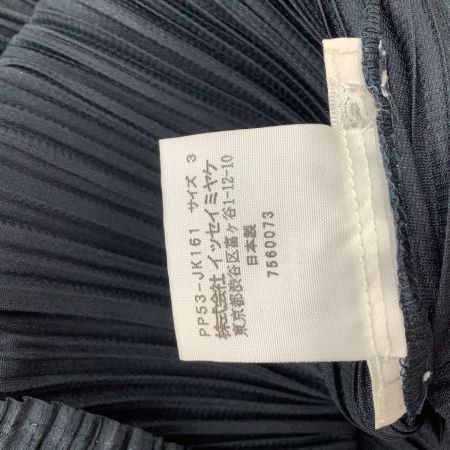 PP53-JK161 サイズ 3
株式会社イッセイミヤケ
東京都渋谷区富ヶ谷1-12-10
日本製
7560073